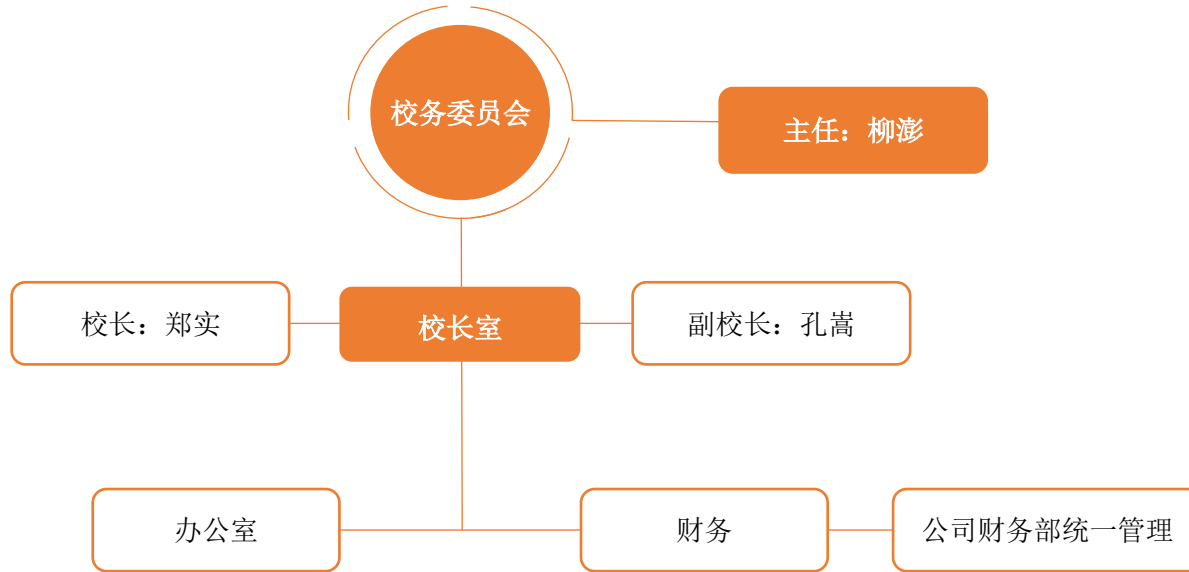 校务委员会
主任：柳澎
校长：郑实
校长室
副校长：孔嵩
办公室
财务
公司财务部统一管理